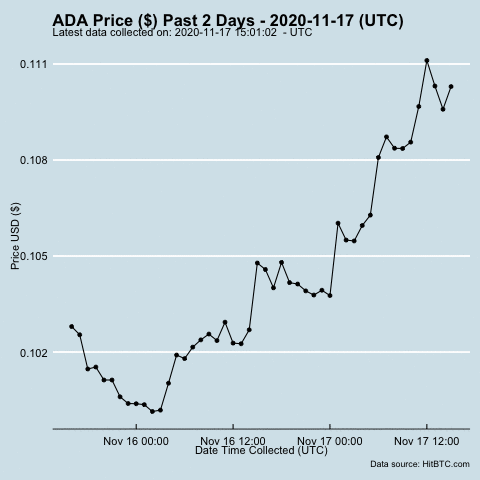 ADA Price ($) Past 2 Days - 2020-11-17 (UTC)
Latest data collected on: 2020-11-17 15:01:02  - UTC
0.111
0.108
0.105
0.102
Price USD ($)
Nov 16 00:00 Nov 16 12:00 Nov 17 00:00 Nov 17 12:00
Date Time Collected (UTC)
Data source: HitBTC.com